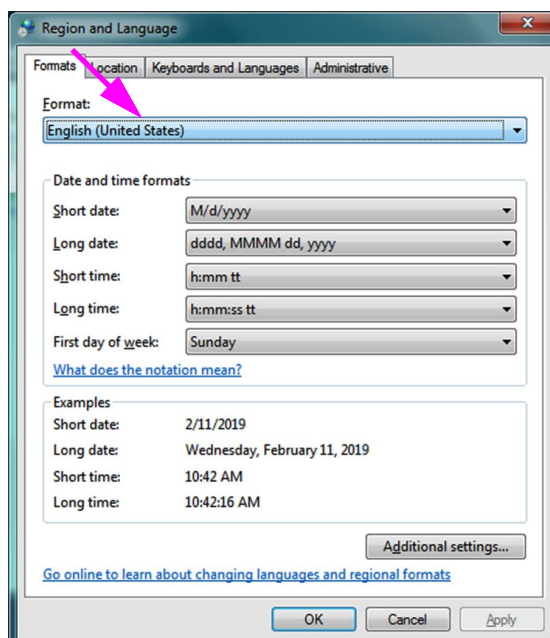 Region and Language
Formats Location Keyboards and Languages Administrative
Format:
English (United States)
Date and time formats
Short date: M/d/yyyy
Long date: dddd, MMMM dd, yyyy
Short time: h:mm tt
Long time: h:mm:ss tt
First day of week: Sunday
What does the notation mean?
Examples
Short date: 2/11/2019
Long date: Wednesday, February 11, 2019
Short time: 10:42 AM
Long time: 10:42:16 AM
Additional settings...
Go online to learn about changing languages and regional formats
OK Cancel Apply